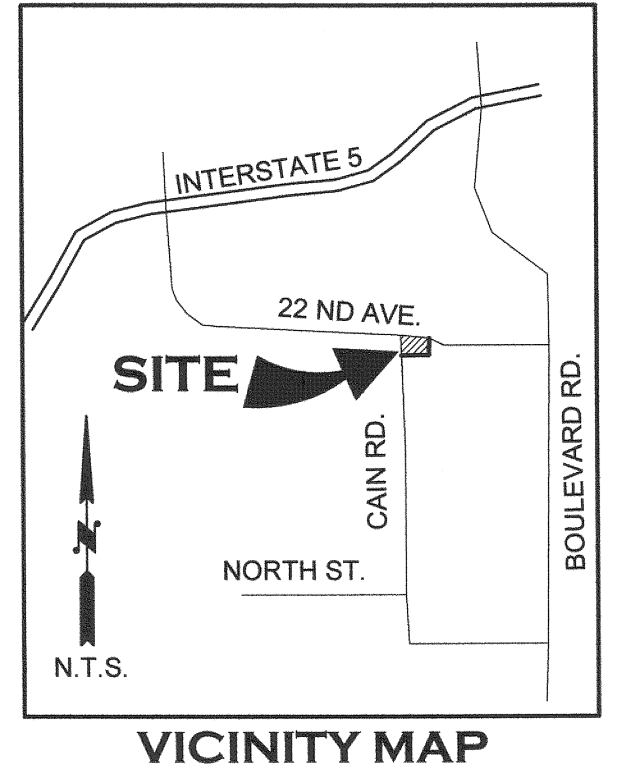 INTERSTATE 5
22 ND AVE.
SITE
CAIN RD.
BOULEVARD RD.
NORTH ST.
N
N.T.S.
VICINITY MAP